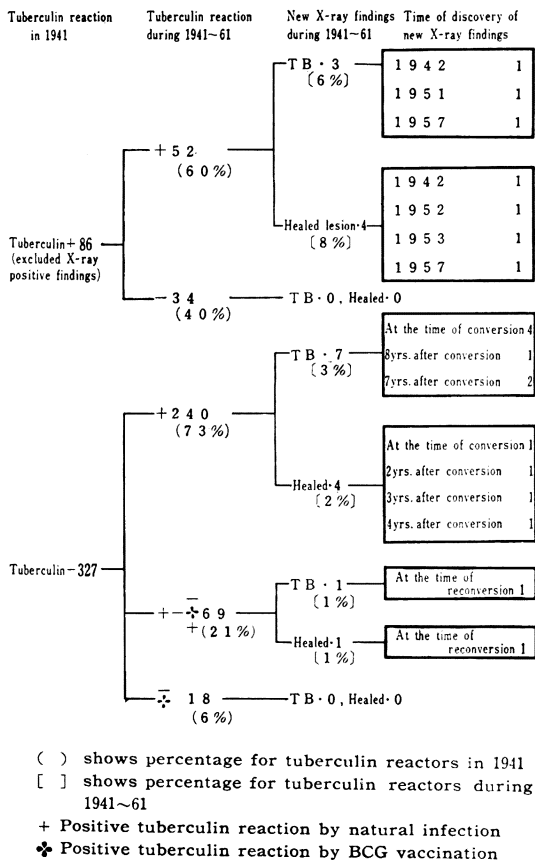 Tuberculin reaction in 1941
Tuberculin reaction during 1941~61
New X-ray findings during 1941~61
Time of discovery of new X-ray findings
Tuberculin+86
(excluded X-ray
positive findings)
+52
(60%)
TB·3
[6%]
1942 1
1951 1
1957 1
Healed lesion·4
[8%]
1942 1
1952 1
1953 1
1957 1
−34
(40%)
TB·0, Healed·0
Tuberculin−327
+240
(73%)
TB·7
[3%]
At the time of conversion 4
8yrs. after conversion 1
7yrs. after conversion 2
Healed·4
[2%]
At the time of conversion 1
2yrs. after conversion 1
3yrs. after conversion 1
4yrs. after conversion 1
−
+−✤69
+(21%)
TB·1
[1%]
At the time of
reconversion 1
Healed·1
[1%]
At the time of
reconversion 1
−
✤ 18
(6%)
TB·0, Healed·0
( ) shows percentage for tuberculin reactors in 1941
[ ] shows percentage for tuberculin reactors during
1941~61
+ Positive tuberculin reaction by natural infection
✤ Positive tuberculin reaction by BCG vaccination